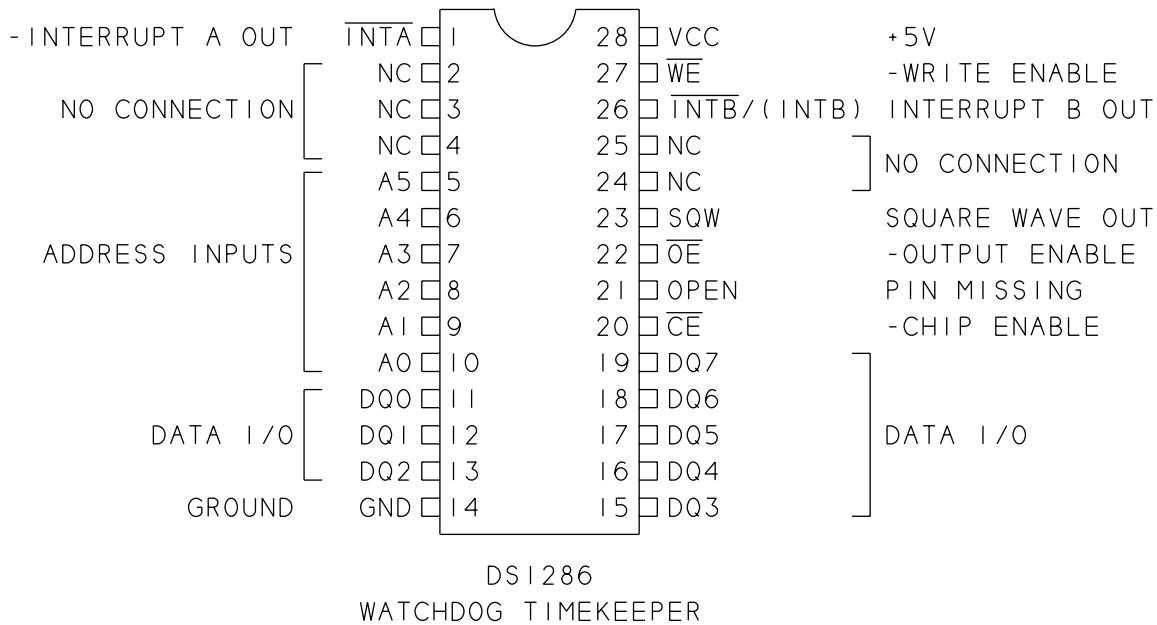 -INTERRUPT A OUT INTA 1 28 VCC +5V
NC 2 27 WE -WRITE ENABLE
NO CONNECTION NC 3 26 INTB/(INTB) INTERRUPT B OUT
NC 4 25 NC
NO CONNECTION
A5 5 24 NC
A4 6 23 SQW SQUARE WAVE OUT
ADDRESS INPUTS A3 7 22 OE -OUTPUT ENABLE
A2 8 21 OPEN PIN MISSING
A1 9 20 CE -CHIP ENABLE
A0 10 19 DQ7
DQ0 11 18 DQ6
DATA I/O DQ1 12 17 DQ5 DATA I/O
DQ2 13 16 DQ4
GROUND GND 14 15 DQ3
DS1286
WATCHDOG TIMEKEEPER